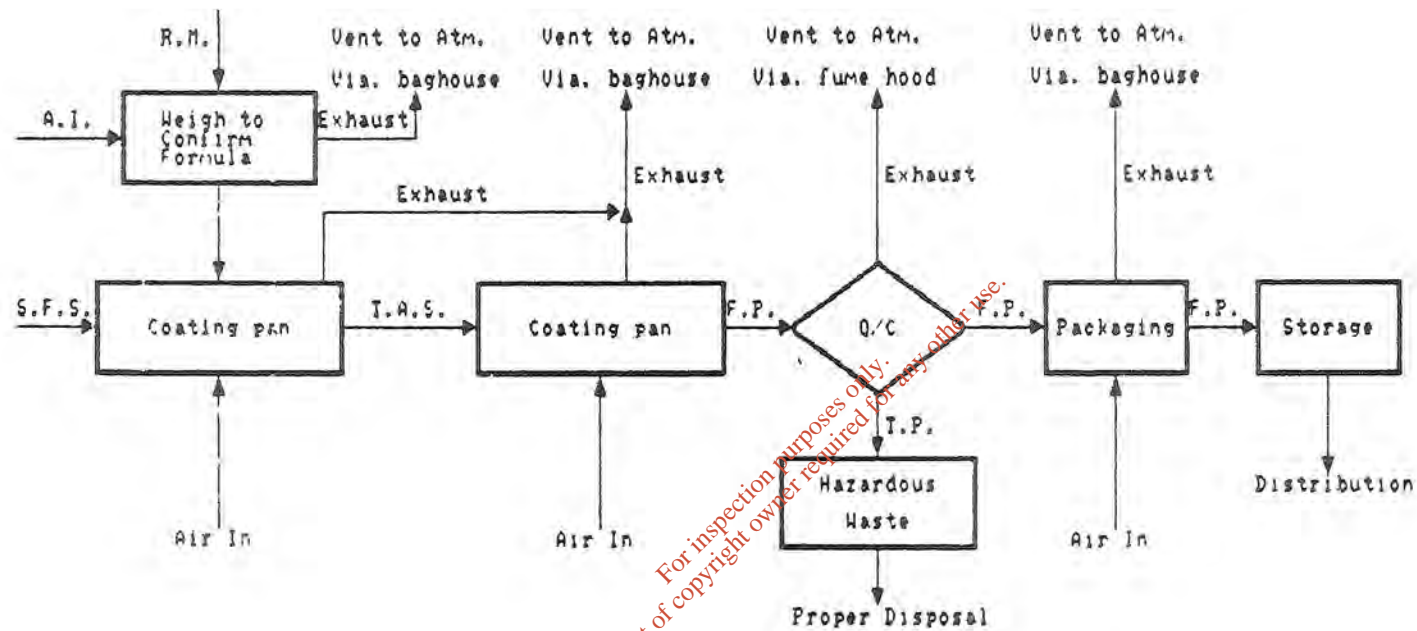 R.M.
Vent to Atm.
Via. baghouse
Vent to Atm.
Via. baghouse
Vent to Atm.
Via. fume hood
Vent to Atm.
Via. baghouse
A.I.
Weigh to
Confirm
Formula
Exhaust
Exhaust
Exhaust
Exhaust
Exhaust
S.F.S.
Coating pan
T.A.S.
Coating pan
F.P.
Q/C
F.P.
Packaging
F.P.
Storage
T.P.
Hazardous
Waste
Distribution
Air In
Air In
Air In
Proper Disposal
For inspection purposes only.
of copyright owner required for any other use.